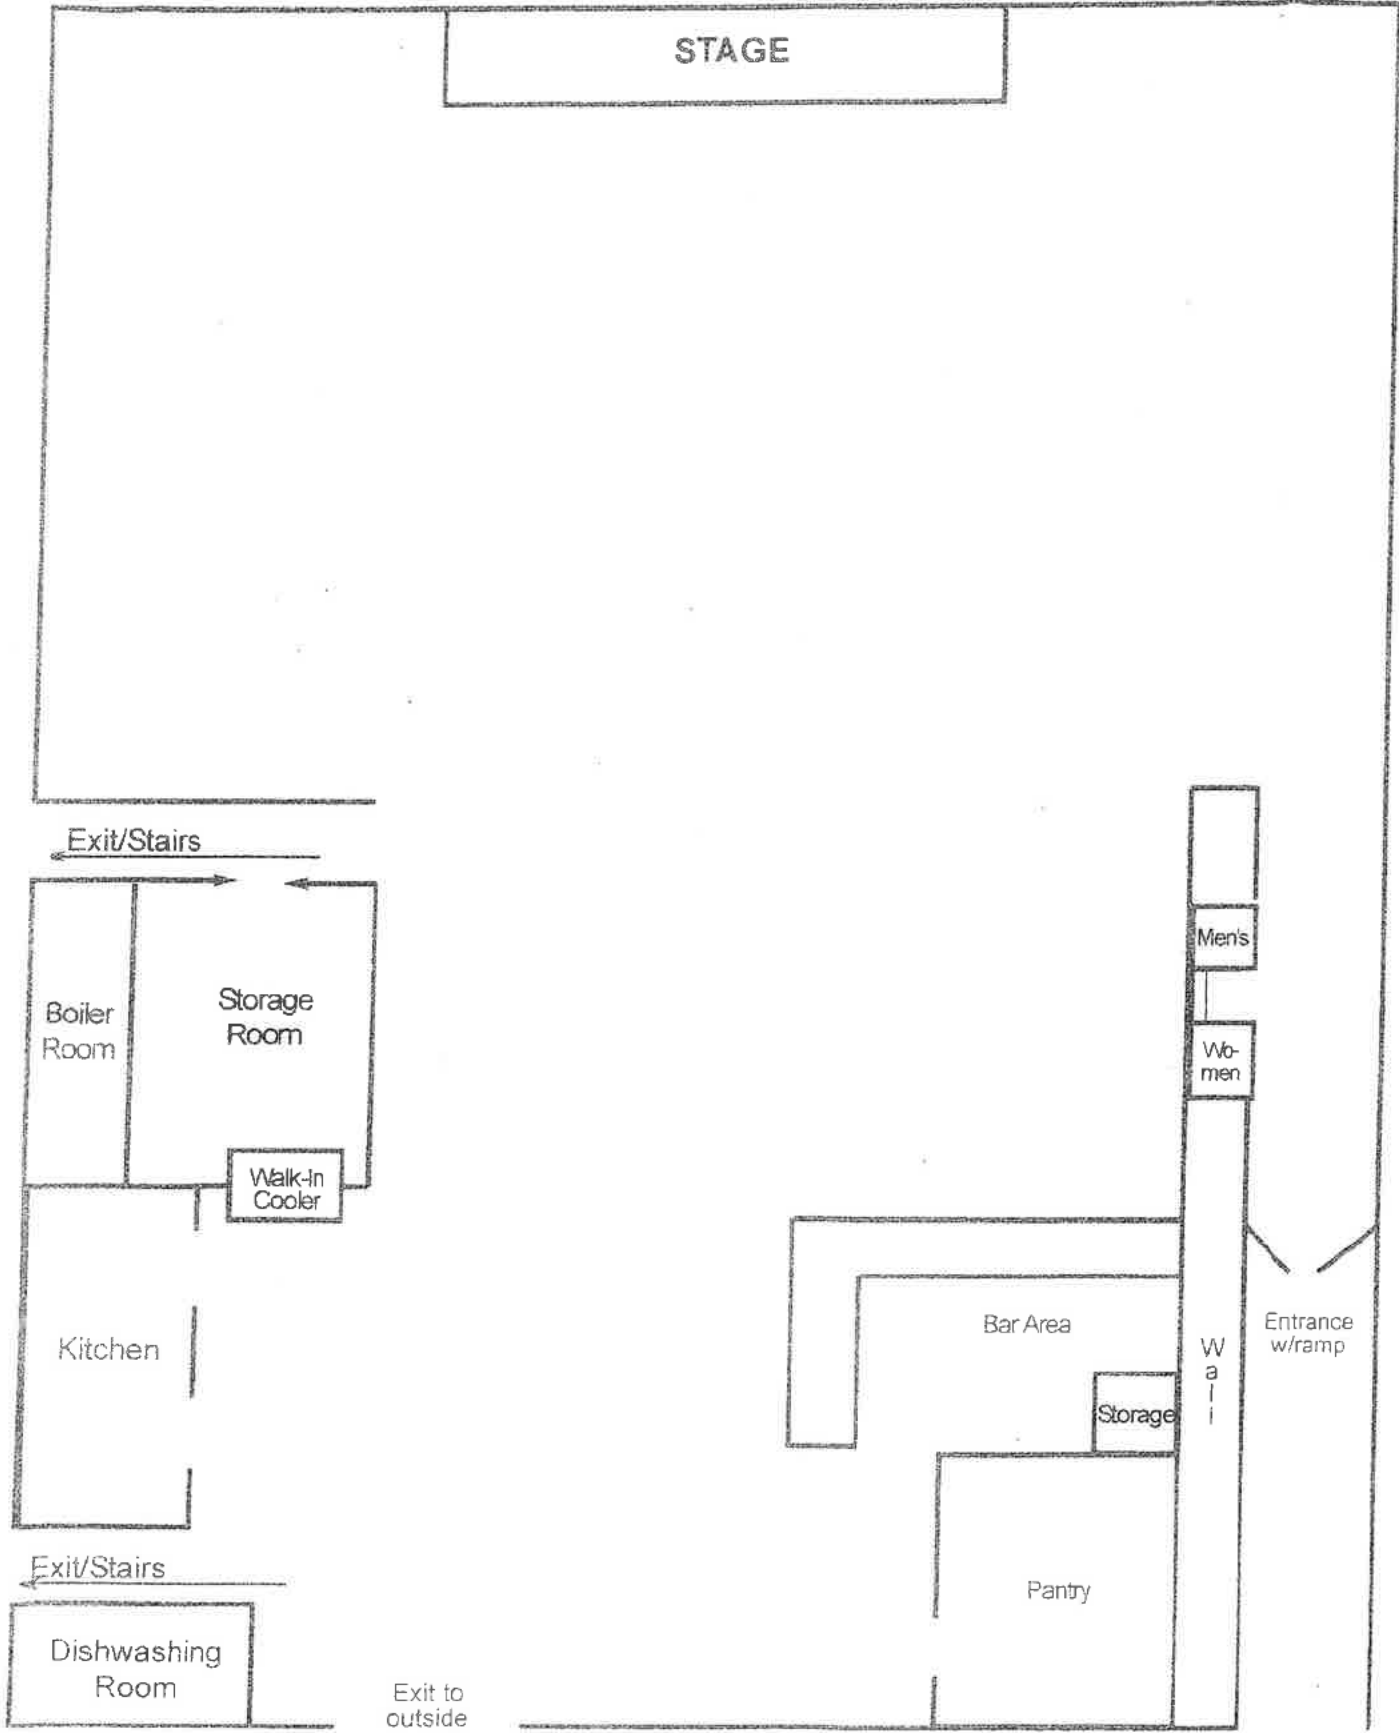 STAGE
Exit/Stairs
Men's
Boiler
Room
Storage
Room
Wo-
men
Walk-In
Cooler
Kitchen
Bar Area
Entrance
w/ramp
W
a
l
l
Storage
Exit/Stairs
Pantry
Dishwashing
Room
Exit to
outside